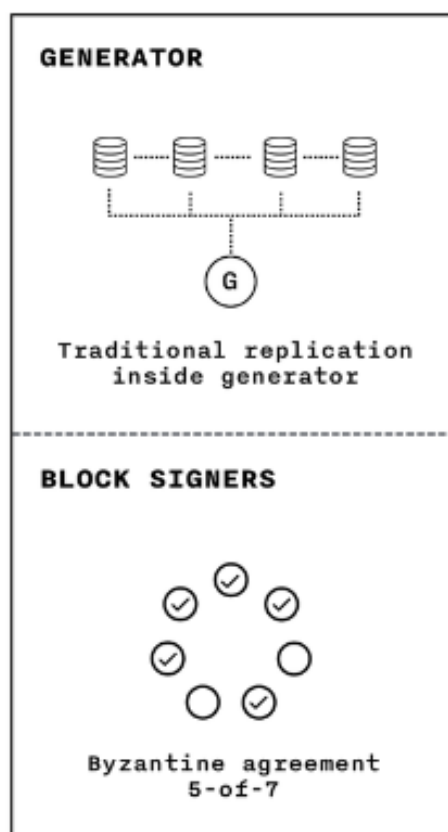 GENERATOR
G
Traditional replication
inside generator
BLOCK SIGNERS
Byzantine agreement
5-of-7